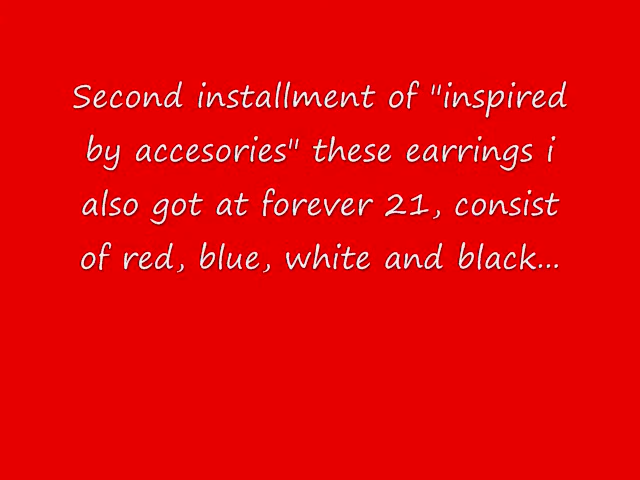 Second installment of "inspired
by accesories" these earrings i
also got at forever 21, consist
of red, blue, white and black...